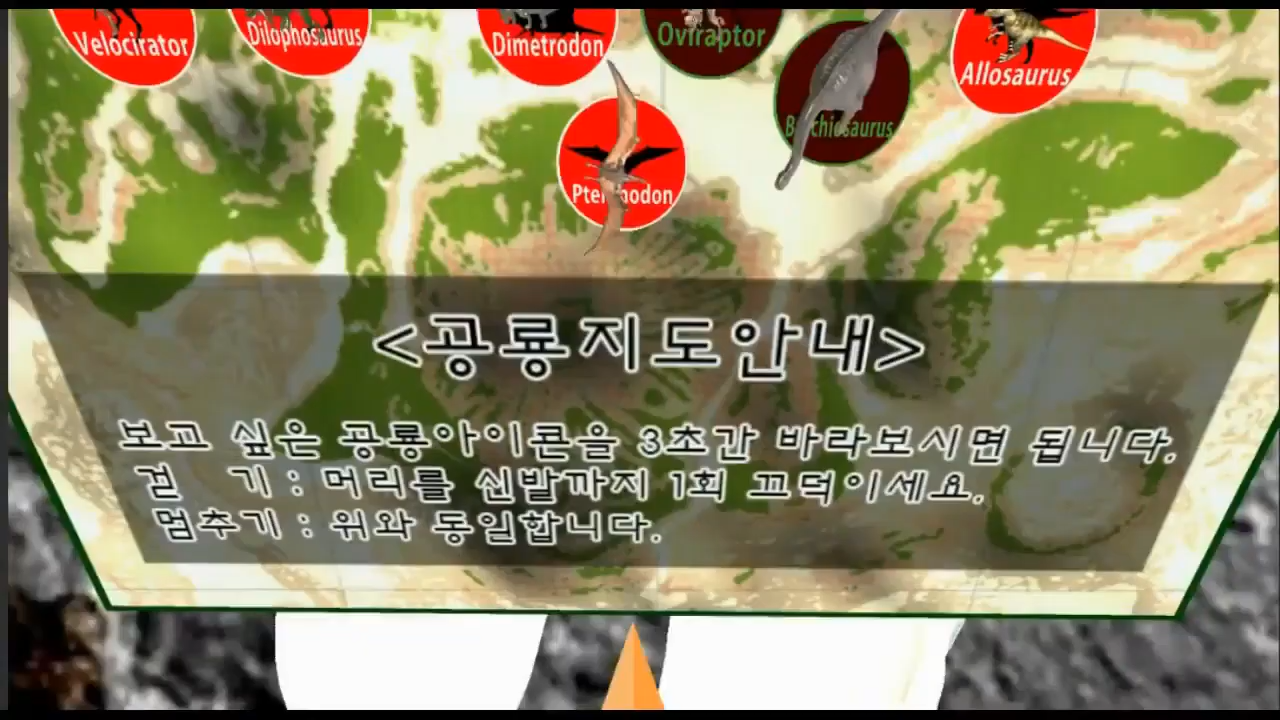 Velocirator
Dilophosaurus
Dimetrodon
Oviraptor
Allosaurus
<공룡지도안내>
보고 싶은 공룡아이콘을 3초간 바라보시면 됩니다.
걷 기 : 머리를 신발까지 1회 끄덕이세요.
멈추기 : 위와 동일합니다.